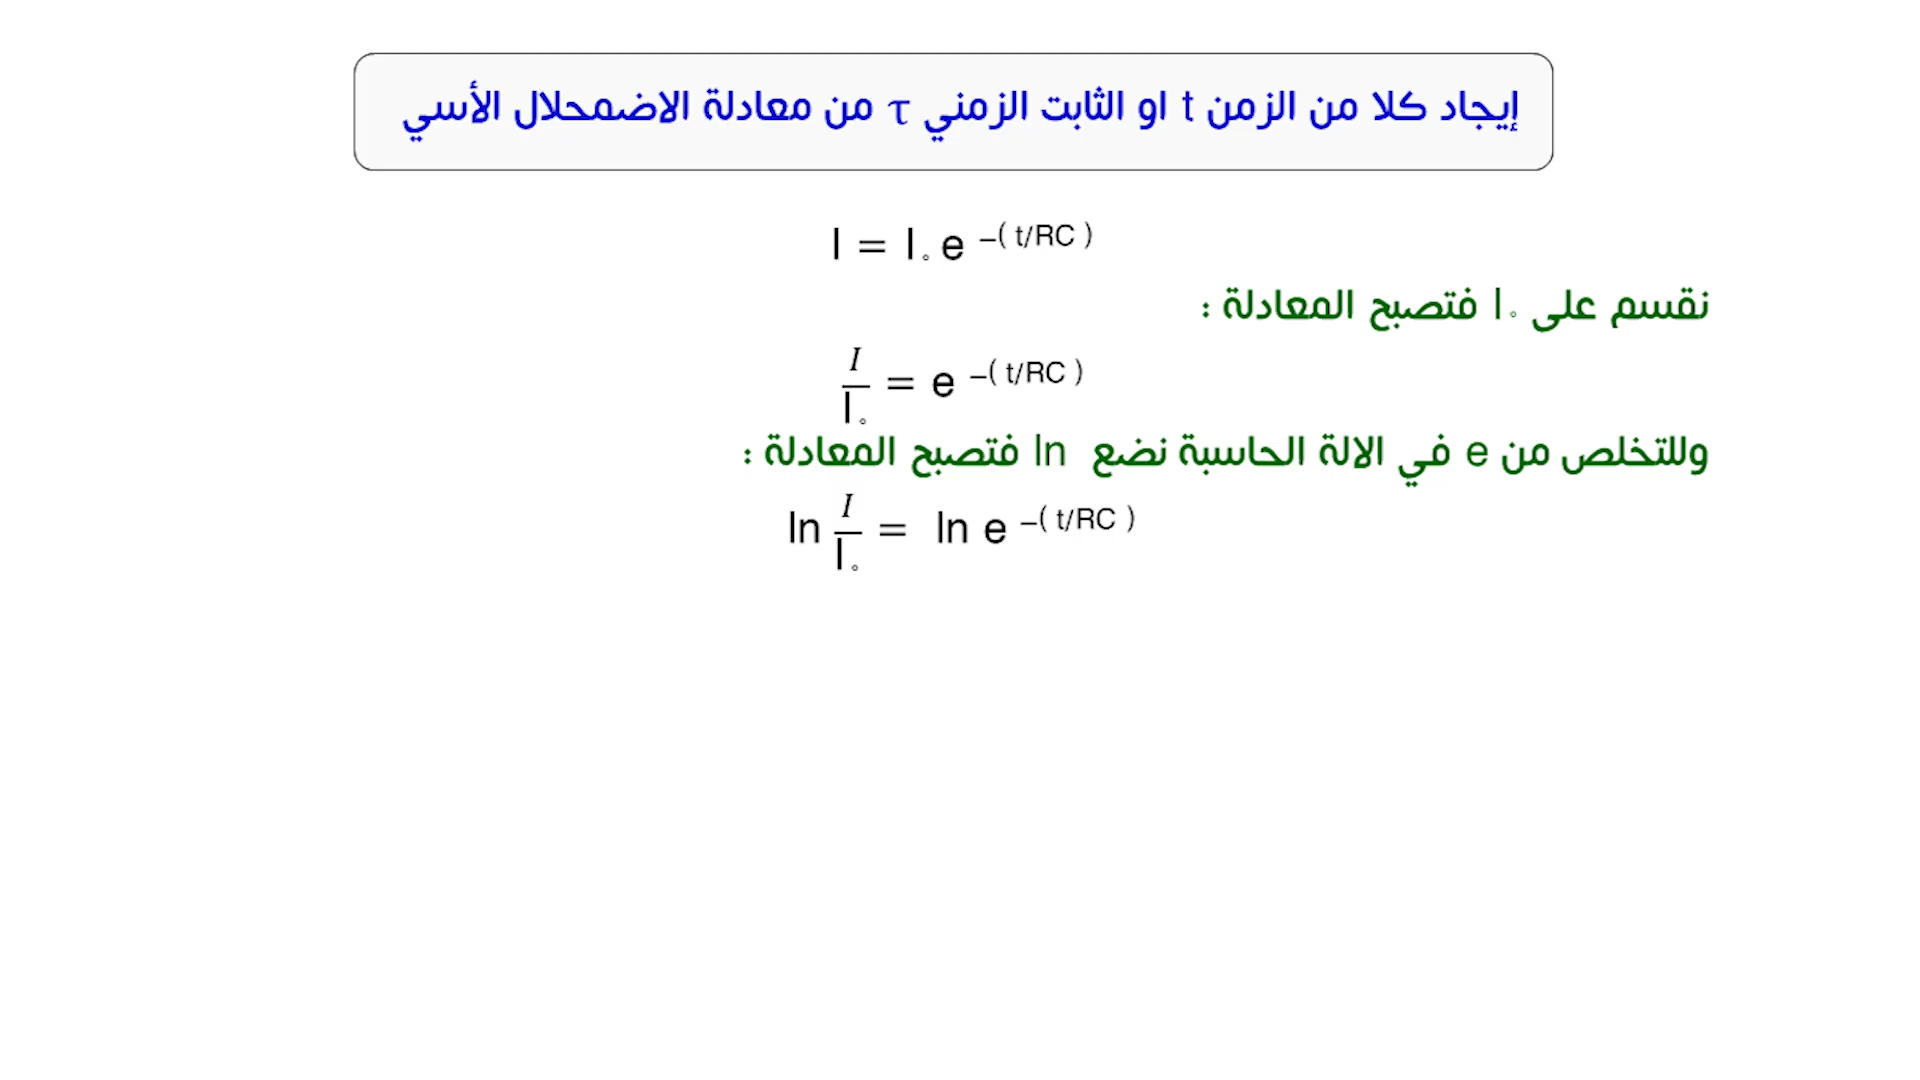 إيجاد كلا من الزمن t او الثابت الزمني τ من معادلة الاضمحلال الأسي
I = I∘ e −( t/RC )
نقسم على I∘ فتصبح المعادلة :
I/I∘ = e −( t/RC )
وللتخلص من e في الالة الحاسبة نضع ln فتصبح المعادلة :
ln I/I∘ = ln e −( t/RC )